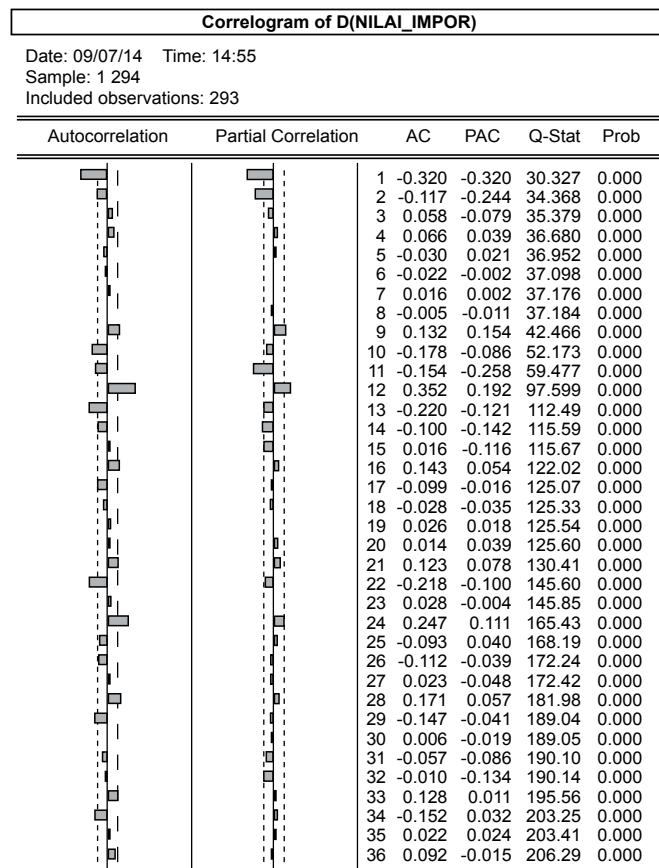 Correlogram of D(NILAI_IMPOR)
Date: 09/07/14 Time: 14:55
Sample: 1 294
Included observations: 293
Autocorrelation Partial Correlation AC PAC Q-Stat Prob
1 -0.320 -0.320 30.327 0.000
2 -0.117 -0.244 34.368 0.000
3 0.058 -0.079 35.379 0.000
4 0.066 0.039 36.680 0.000
5 -0.030 0.021 36.952 0.000
6 -0.022 -0.002 37.098 0.000
7 0.016 0.002 37.176 0.000
8 -0.005 -0.011 37.184 0.000
9 0.132 0.154 42.466 0.000
10 -0.178 -0.086 52.173 0.000
11 -0.154 -0.258 59.477 0.000
12 0.352 0.192 97.599 0.000
13 -0.220 -0.121 112.49 0.000
14 -0.100 -0.142 115.59 0.000
15 0.016 -0.116 115.67 0.000
16 0.143 0.054 122.02 0.000
17 -0.099 -0.016 125.07 0.000
18 -0.028 -0.035 125.33 0.000
19 0.026 0.018 125.54 0.000
20 0.014 0.039 125.60 0.000
21 0.123 0.078 130.41 0.000
22 -0.218 -0.100 145.60 0.000
23 0.028 -0.004 145.85 0.000
24 0.247 0.111 165.43 0.000
25 -0.093 0.040 168.19 0.000
26 -0.112 -0.039 172.24 0.000
27 0.023 -0.048 172.42 0.000
28 0.171 0.057 181.98 0.000
29 -0.147 -0.041 189.04 0.000
30 0.006 -0.019 189.05 0.000
31 -0.057 -0.086 190.10 0.000
32 -0.010 -0.134 190.14 0.000
33 0.128 0.011 195.56 0.000
34 -0.152 0.032 203.25 0.000
35 0.022 0.024 203.41 0.000
36 0.092 -0.015 206.29 0.000